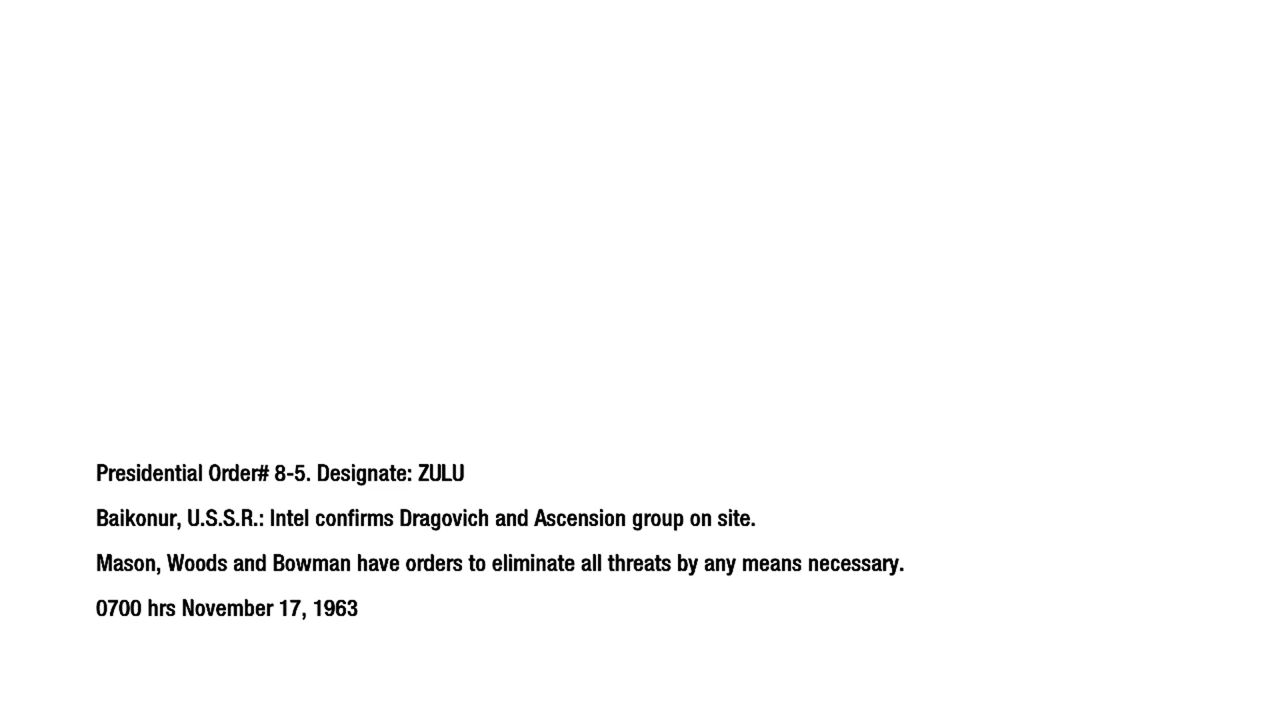 Presidential Order# 8-5. Designate: ZULU
Baikonur, U.S.S.R.: Intel confirms Dragovich and Ascension group on site.
Mason, Woods and Bowman have orders to eliminate all threats by any means necessary.
0700 hrs November 17, 1963